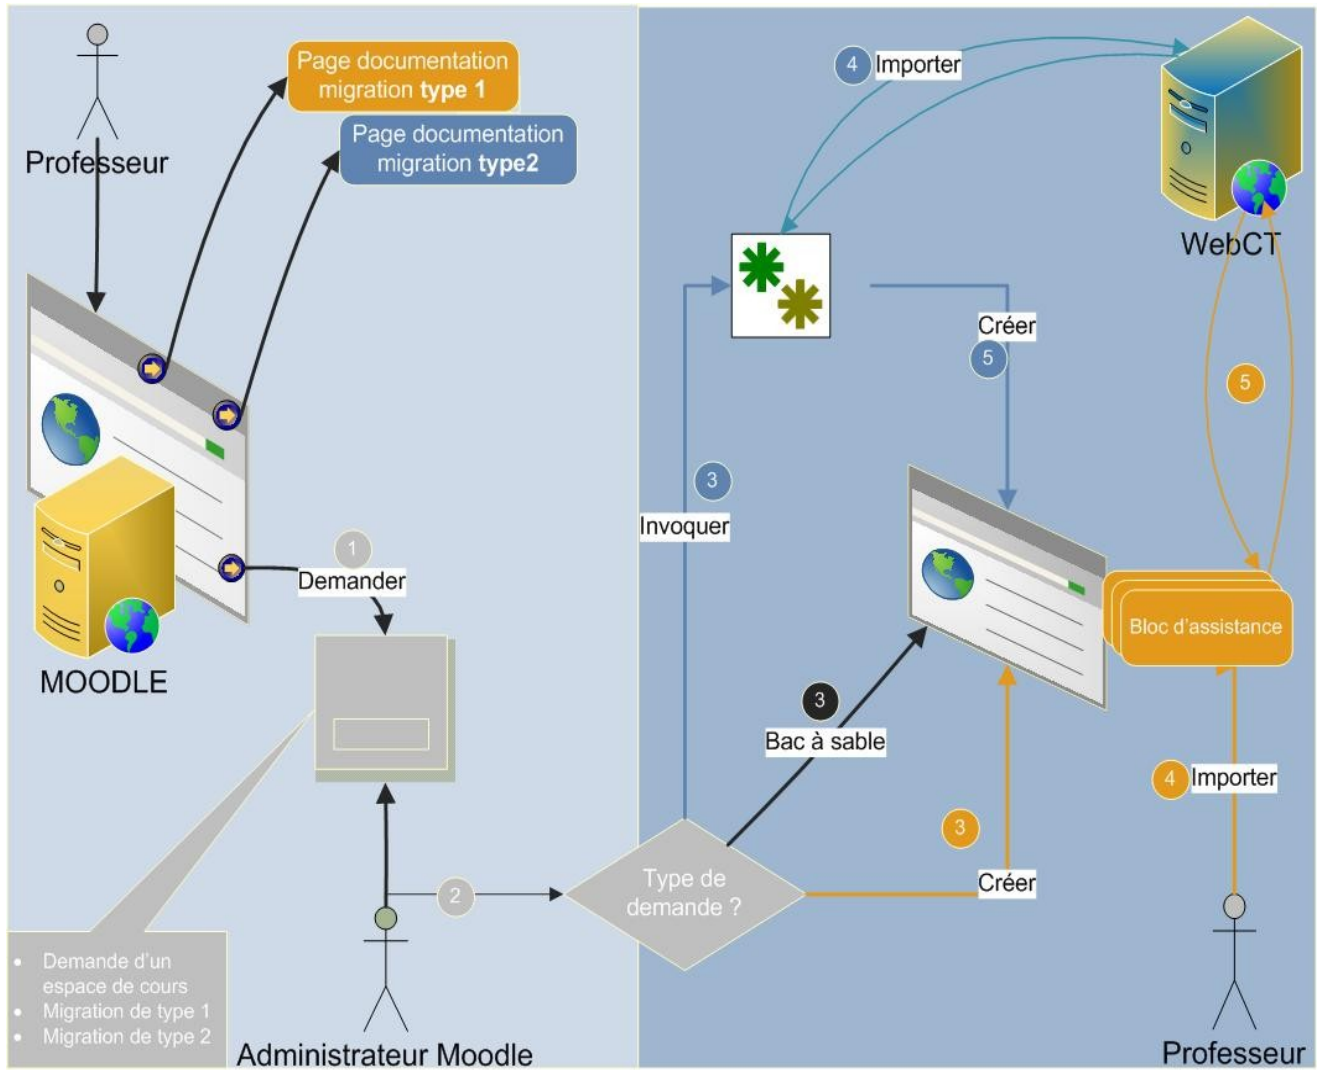 Page documentation
migration type 1
Page documentation
migration type2
Professeur
MOODLE
1
Demander
2
Type de
demande ?
• Demande d'un
espace de cours
• Migration de type 1
• Migration de type 2
Administrateur Moodle
4
Importer
WebCT
Créer
5
5
3
Invoquer
Bloc d'assistance
3
Bac à sable
4
Importer
3
Créer
Professeur